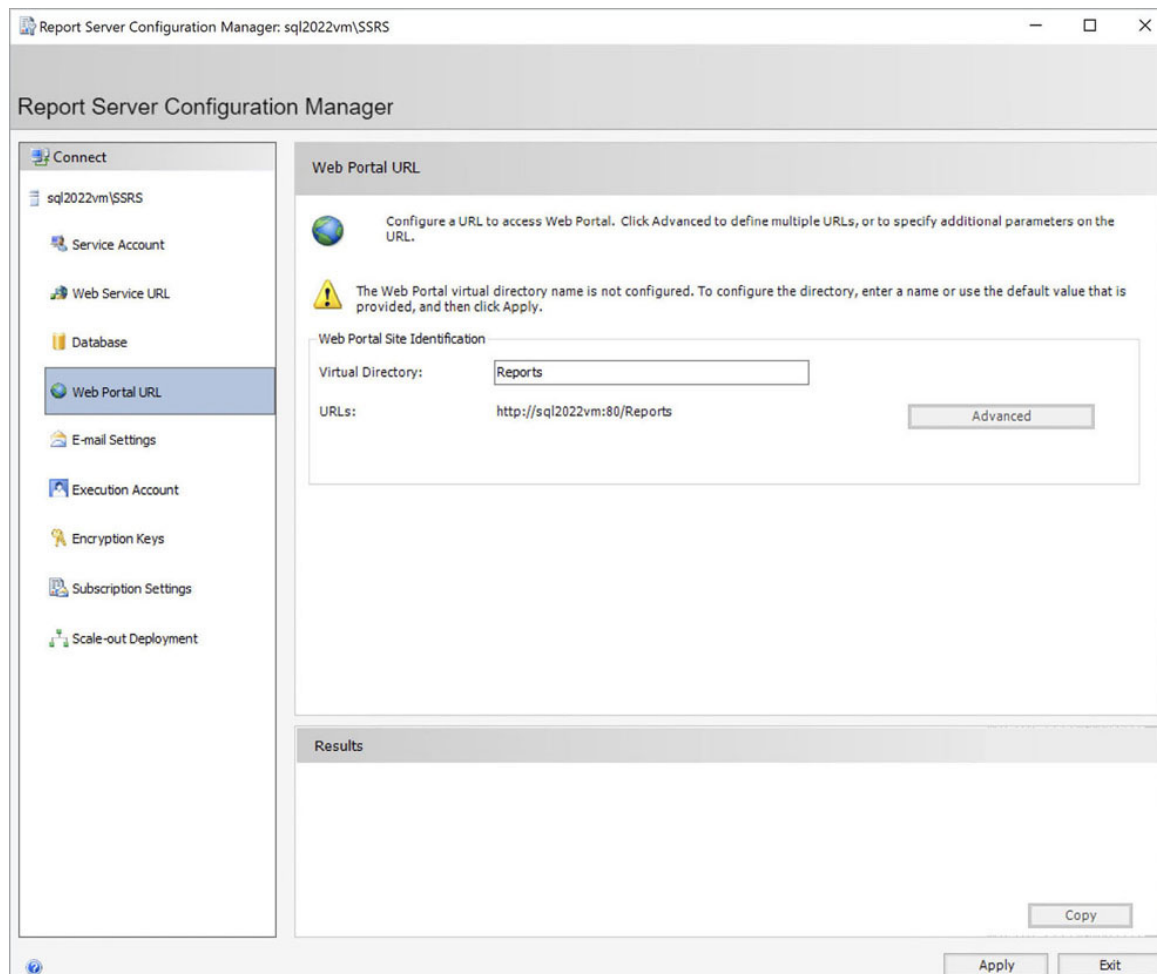 Report Server Configuration Manager: sql2022vm\SSRS
Report Server Configuration Manager
Connect
sql2022vm\SSRS
Service Account
Web Service URL
Database
Web Portal URL
E-mail Settings
Execution Account
Encryption Keys
Subscription Settings
Scale-out Deployment
Web Portal URL
Configure a URL to access Web Portal. Click Advanced to define multiple URLs, or to specify additional parameters on the
URL.
The Web Portal virtual directory name is not configured. To configure the directory, enter a name or use the default value that is
provided, and then click Apply.
Web Portal Site Identification
Virtual Directory: Reports
URLs: http://sql2022vm:80/Reports Advanced
Results
Copy
Apply Exit